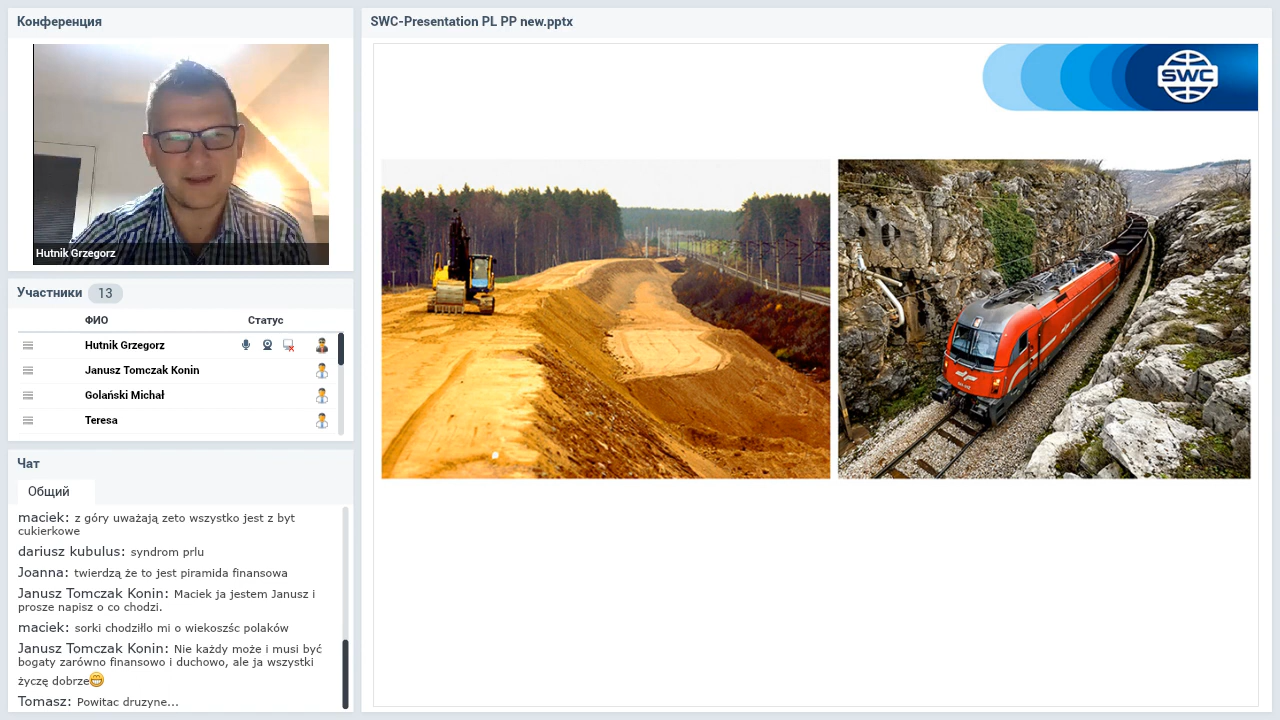 Конференция
Hutnik Grzegorz
Участники 13
ФИО Статус
Hutnik Grzegorz
Janusz Tomczak Konin
Golański Michał
Teresa
Чат
Общий
maciek: z góry uważają zeto wszystko jest z byt
cukierkowe
dariusz kubulus: syndrom prlu
Joanna: twierdzą że to jest piramida finansowa
Janusz Tomczak Konin: Maciek ja jestem Janusz i
prosze napisz o co chodzi.
maciek: sorki chodziłlo mi o wiekoszśc polaków
Janusz Tomczak Konin: Nie każdy może i musi być
bogaty zarówno finansowo i duchowo, ale ja wszystki
życzę dobrze
Tomasz: Powitac druzyne...
SWC-Presentation PL PP new.pptx
SWC